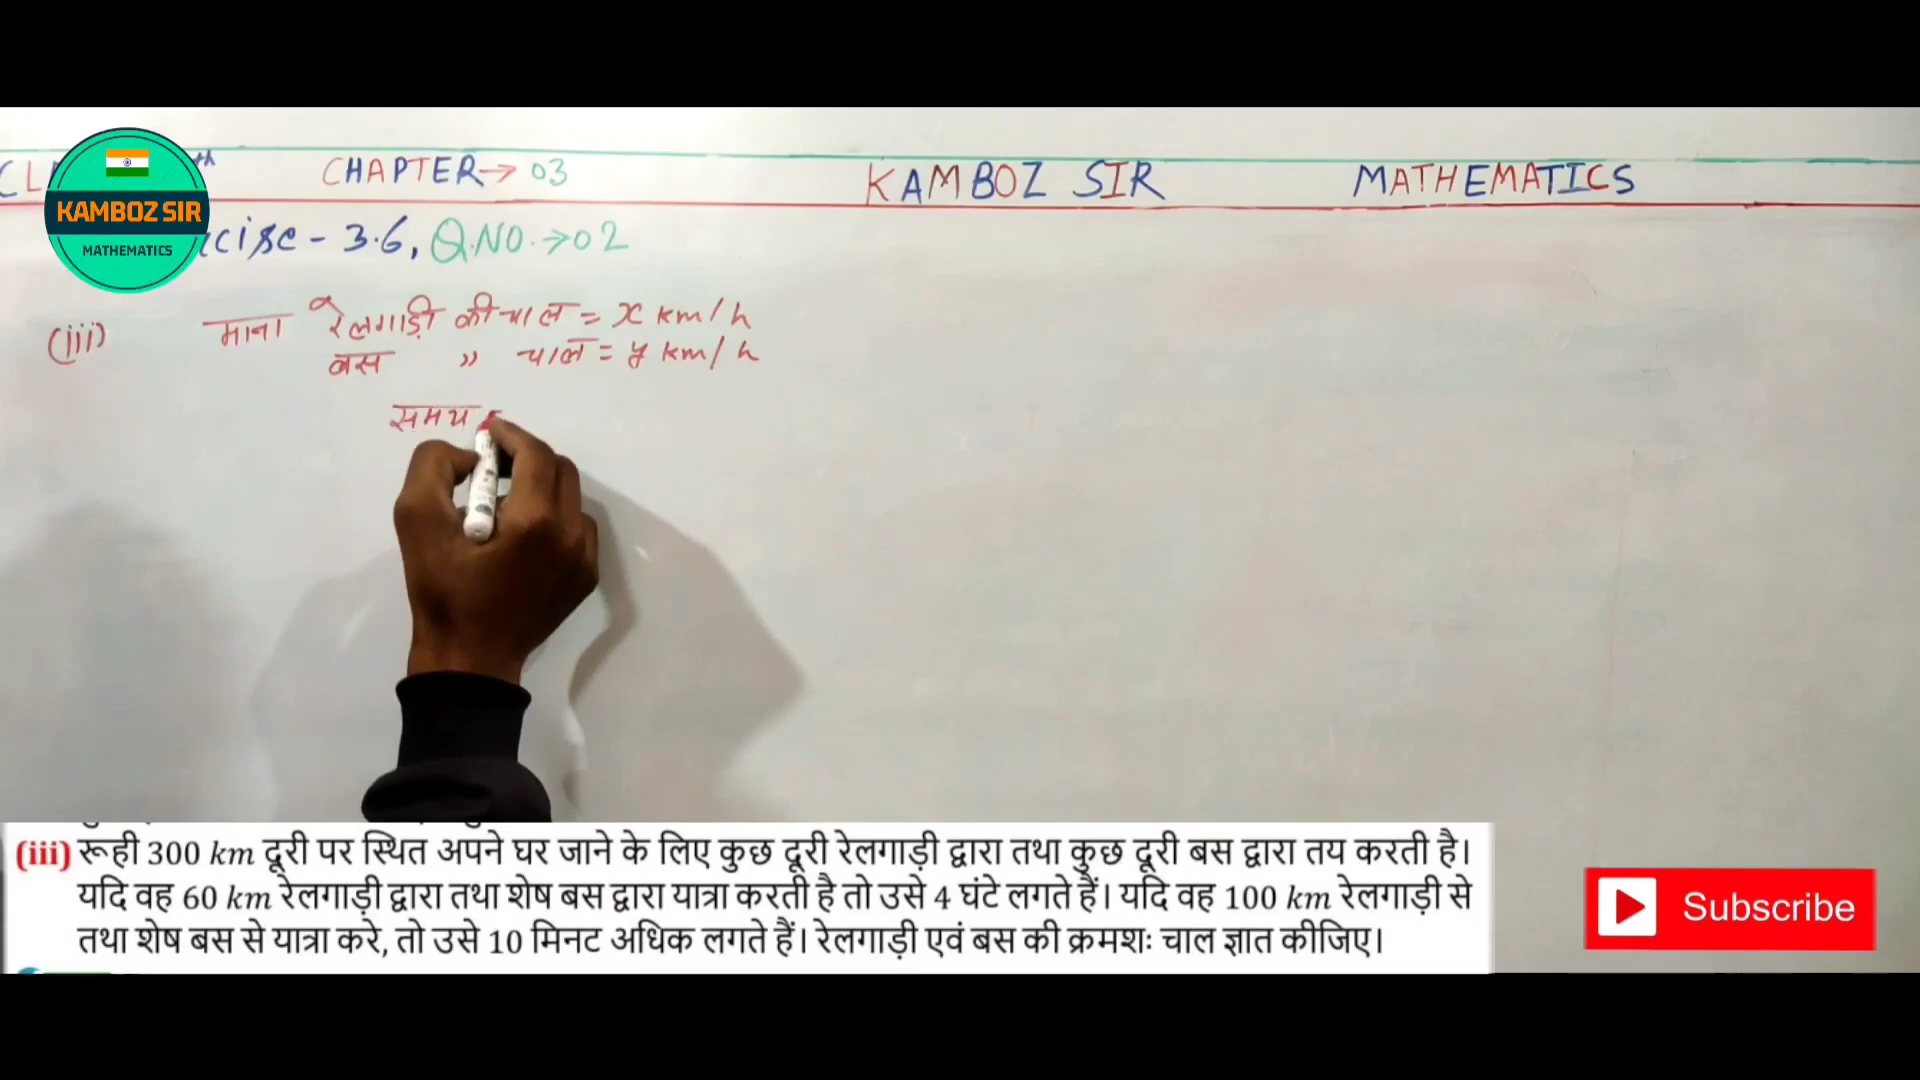 CHAPTER→ 03
KAMBOZ SIR
MATHEMATICS
KAMBOZ SIR
MATHEMATICS
cise - 3.6, Q.NO.→02
(iii) माना रेलगाड़ी की चाल = x km/h
बस " चाल = y km/h
समय
(iii) रूही 300 km दूरी पर स्थित अपने घर जाने के लिए कुछ दूरी रेलगाड़ी द्वारा तथा कुछ दूरी बस द्वारा तय करती है।
यदि वह 60 km रेलगाड़ी द्वारा तथा शेष बस द्वारा यात्रा करती है तो उसे 4 घंटे लगते हैं। यदि वह 100 km रेलगाड़ी से
तथा शेष बस से यात्रा करे, तो उसे 10 मिनट अधिक लगते हैं। रेलगाड़ी एवं बस की क्रमशः चाल ज्ञात कीजिए।
Subscribe